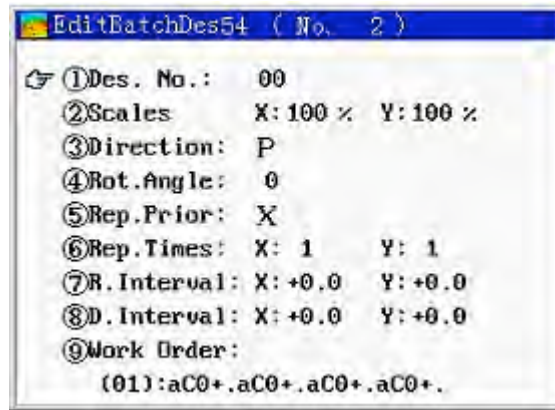 EditBatchDes54 ( No. 2 )
①Des. No.: 00
②Scales X:100 % Y:100 %
③Direction: P
④Rot.Angle: 0
⑤Rep.Prior: X
⑥Rep.Times: X: 1 Y: 1
⑦R.Interval: X:+0.0 Y:+0.0
⑧D.Interval: X:+0.0 Y:+0.0
⑨Work Order:
(01):aC0+.aC0+.aC0+.aC0+.